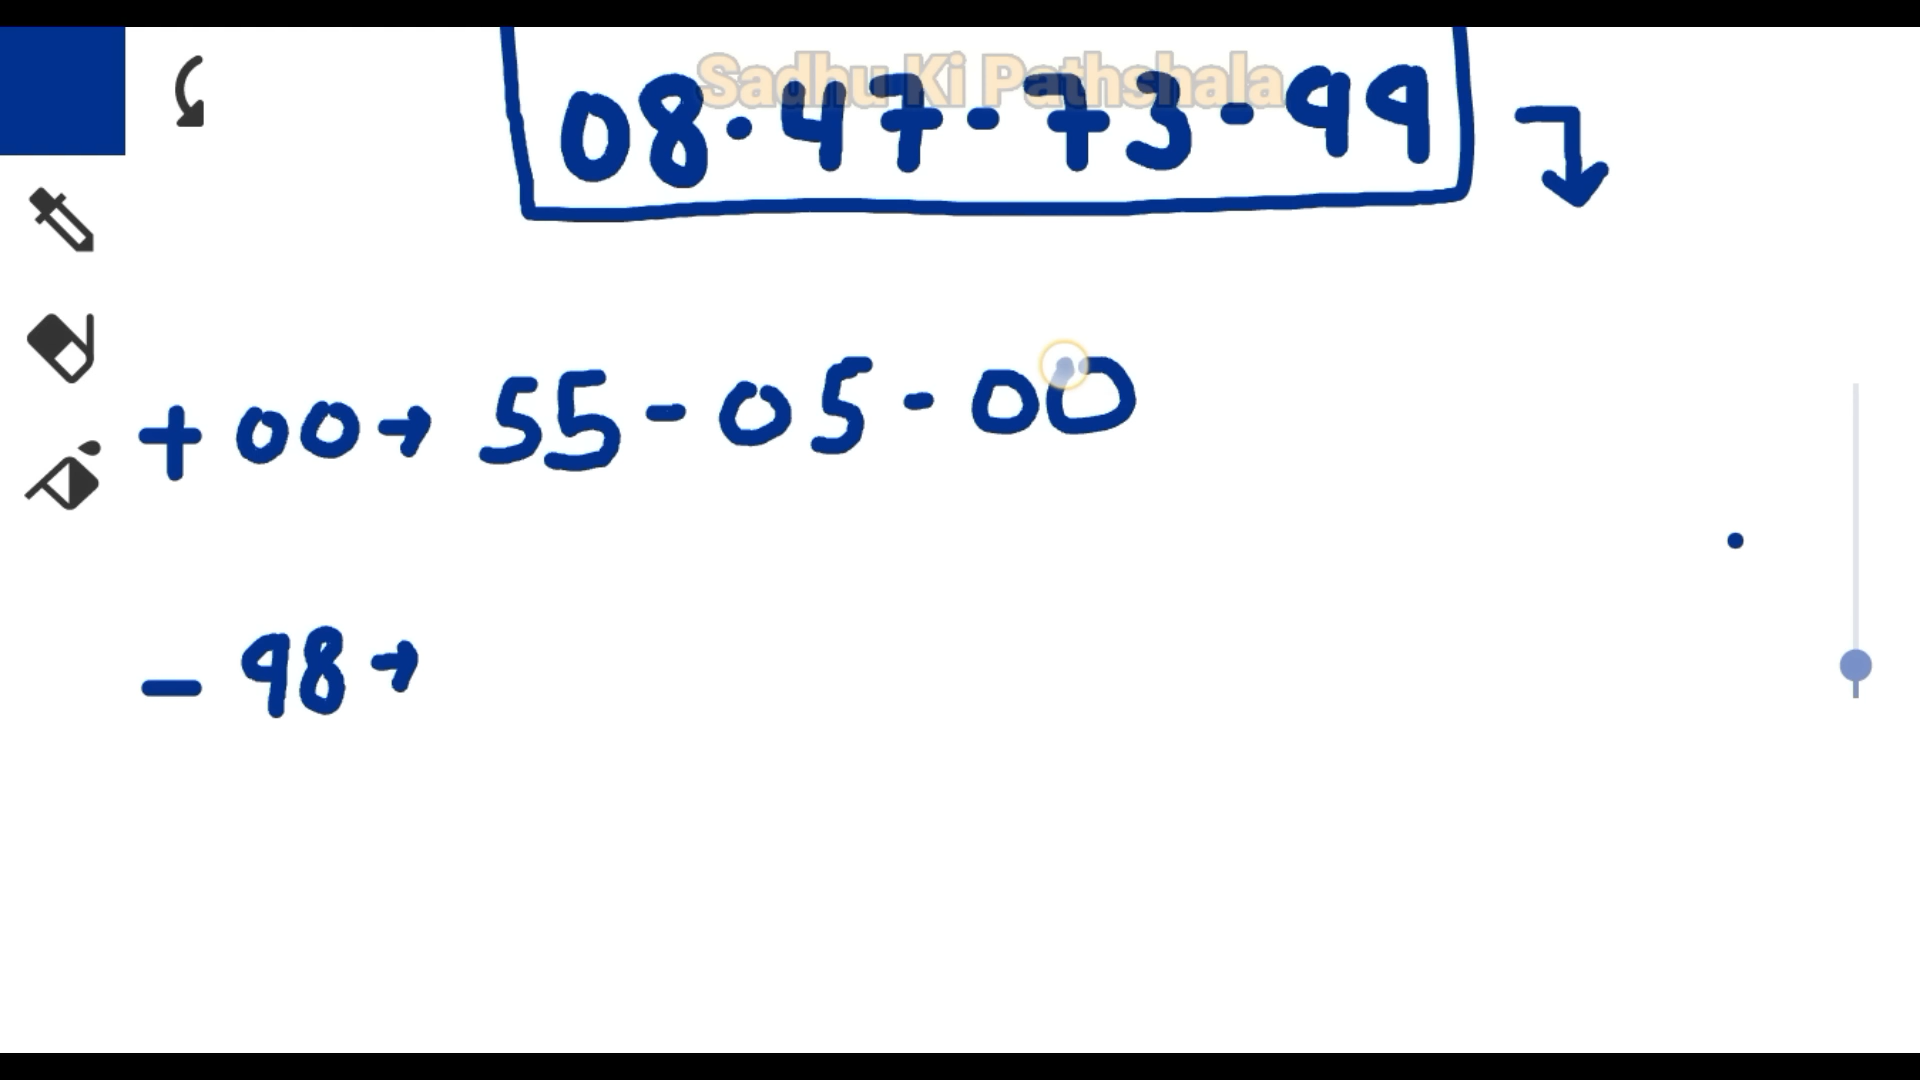 Sadhu Ki Pathshala
08.47-73-99
+ 00 → 55-05-00
- 98 →